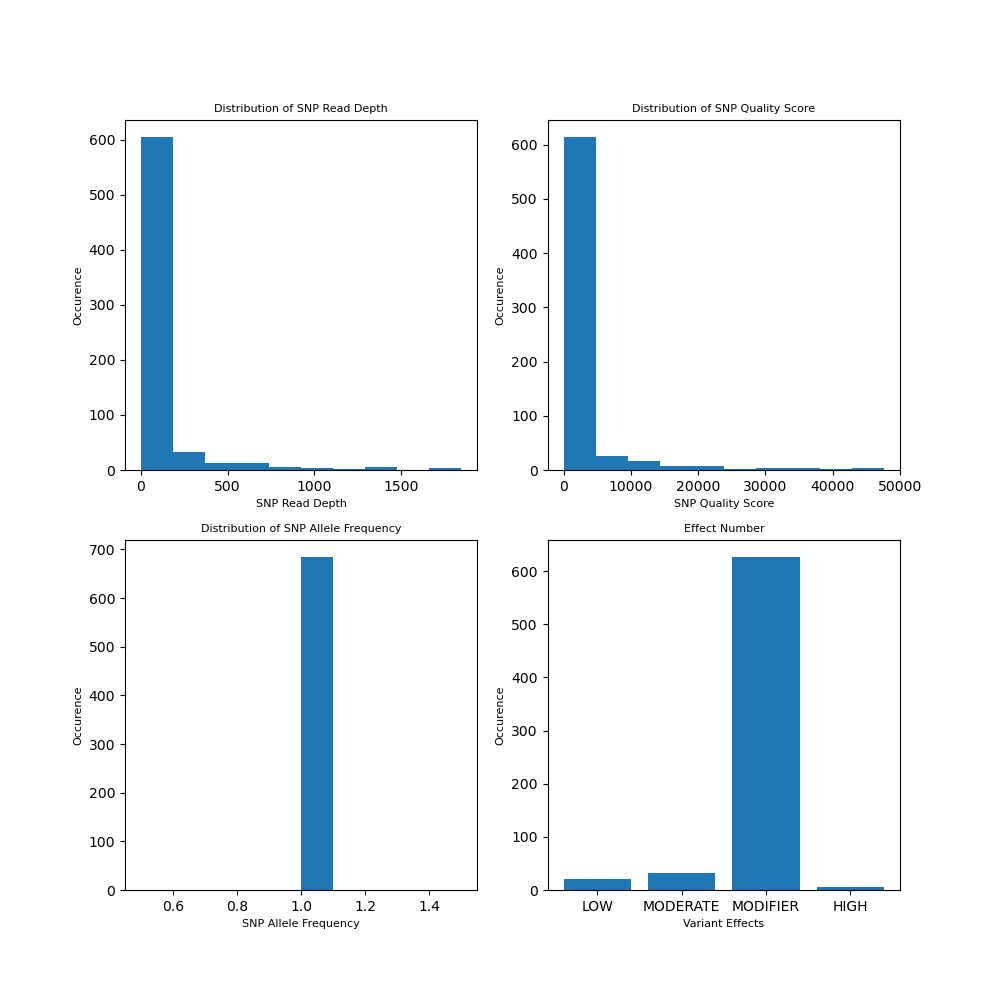 Distribution of SNP Read Depth
Occurence
600
500
400
300
200
100
0
0 500 1000 1500
SNP Read Depth
Distribution of SNP Quality Score
Occurence
600
500
400
300
200
100
0
0 10000 20000 30000 40000 50000
SNP Quality Score
Distribution of SNP Allele Frequency
Occurence
700
600
500
400
300
200
100
0
0.6 0.8 1.0 1.2 1.4
SNP Allele Frequency
Effect Number
Occurence
600
500
400
300
200
100
0
LOW MODERATE MODIFIER HIGH
Variant Effects